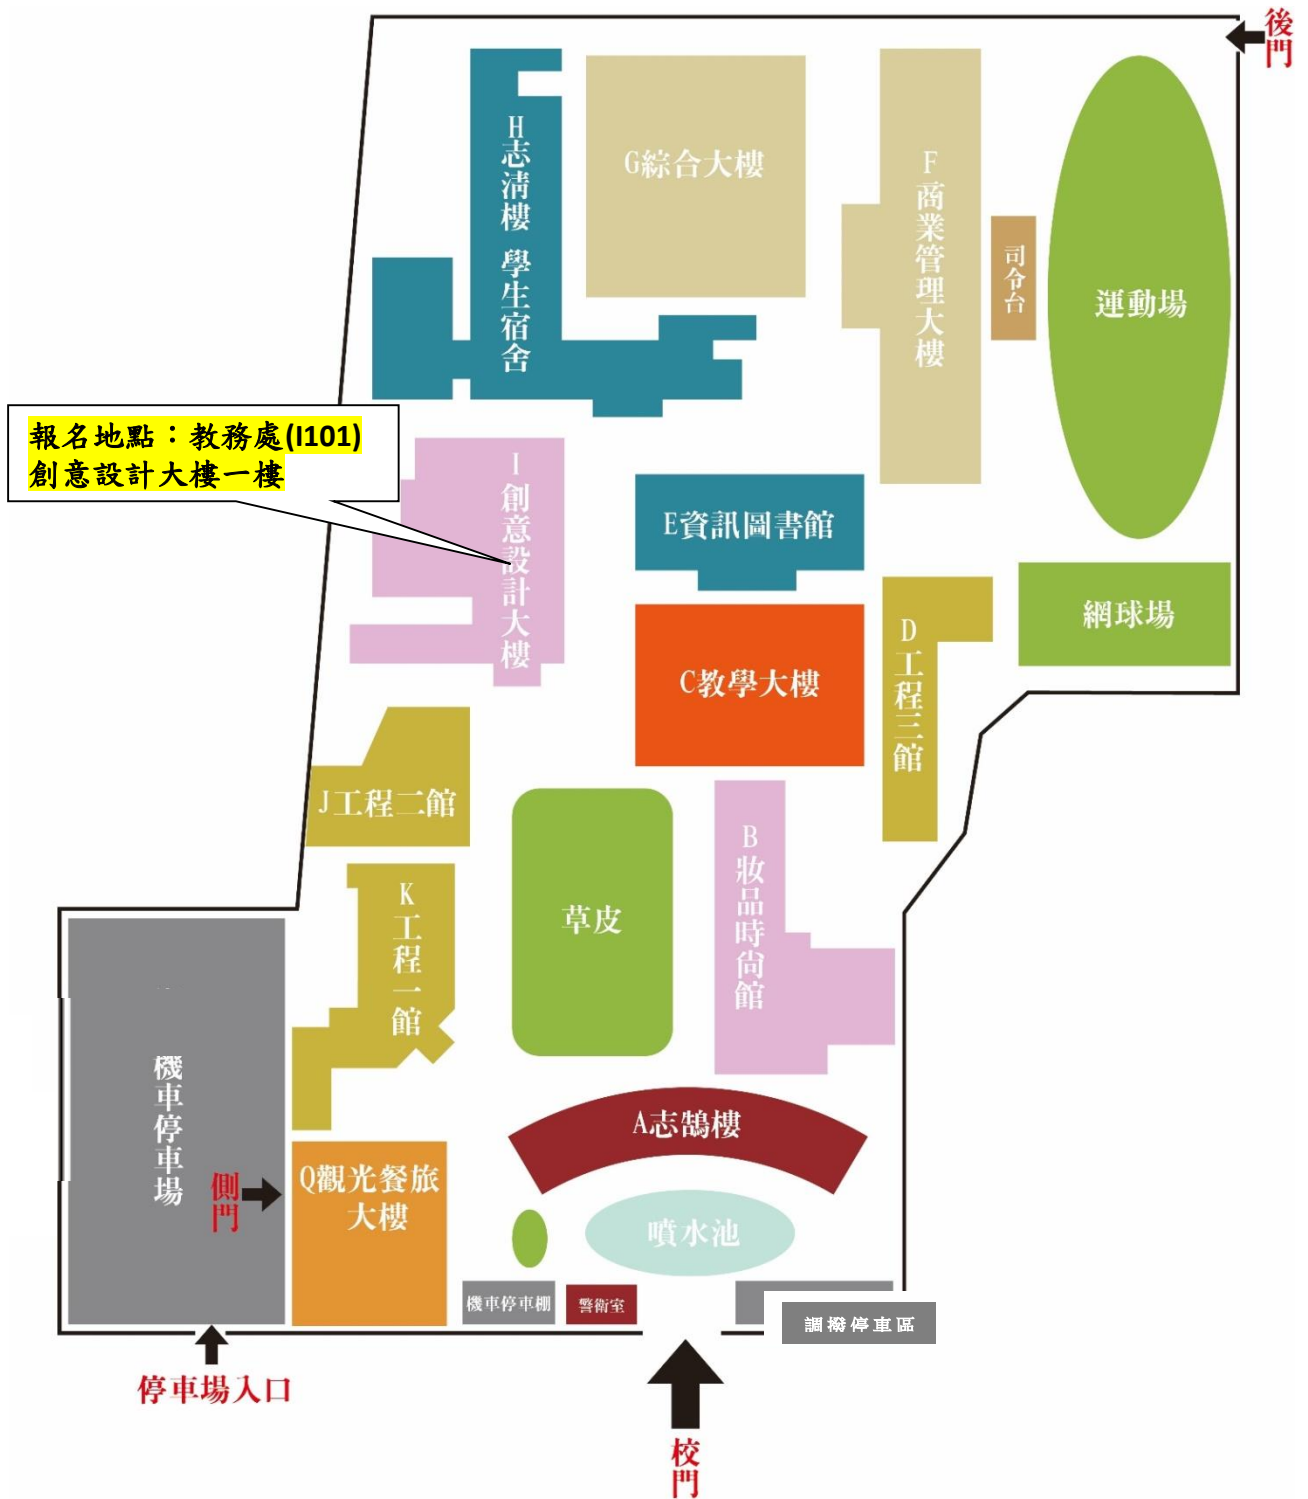 後門
H志清樓 學生宿舍
G綜合大樓
F商業管理大樓
司令台
運動場
報名地點：教務處(I101)
創意設計大樓一樓
I創意設計大樓
E資訊圖書館
網球場
D工程三館
C教學大樓
J工程二館
B妝品時尚館
K工程一館
草皮
機車停車場
側門
A志鵠樓
Q觀光餐旅
大樓
噴水池
機車停車棚
警衛室
調撥停車區
停車場入口
校門